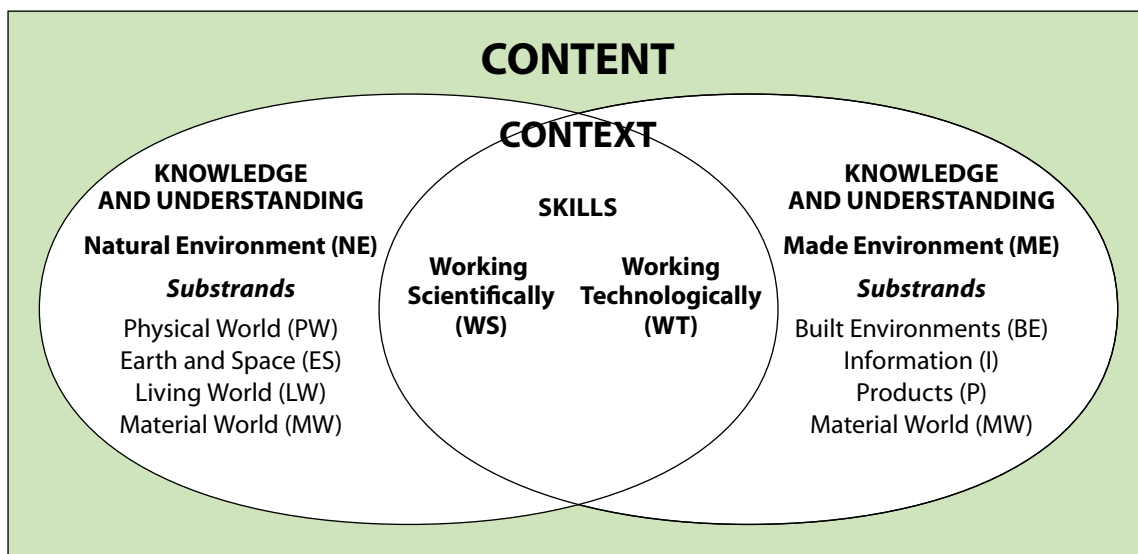 CONTENT
CONTEXT
KNOWLEDGE
AND UNDERSTANDING
Natural Environment (NE)
Substrands
Physical World (PW)
Earth and Space (ES)
Living World (LW)
Material World (MW)
SKILLS
Working
Scientifically
(WS)
Working
Technologically
(WT)
KNOWLEDGE
AND UNDERSTANDING
Made Environment (ME)
Substrands
Built Environments (BE)
Information (I)
Products (P)
Material World (MW)